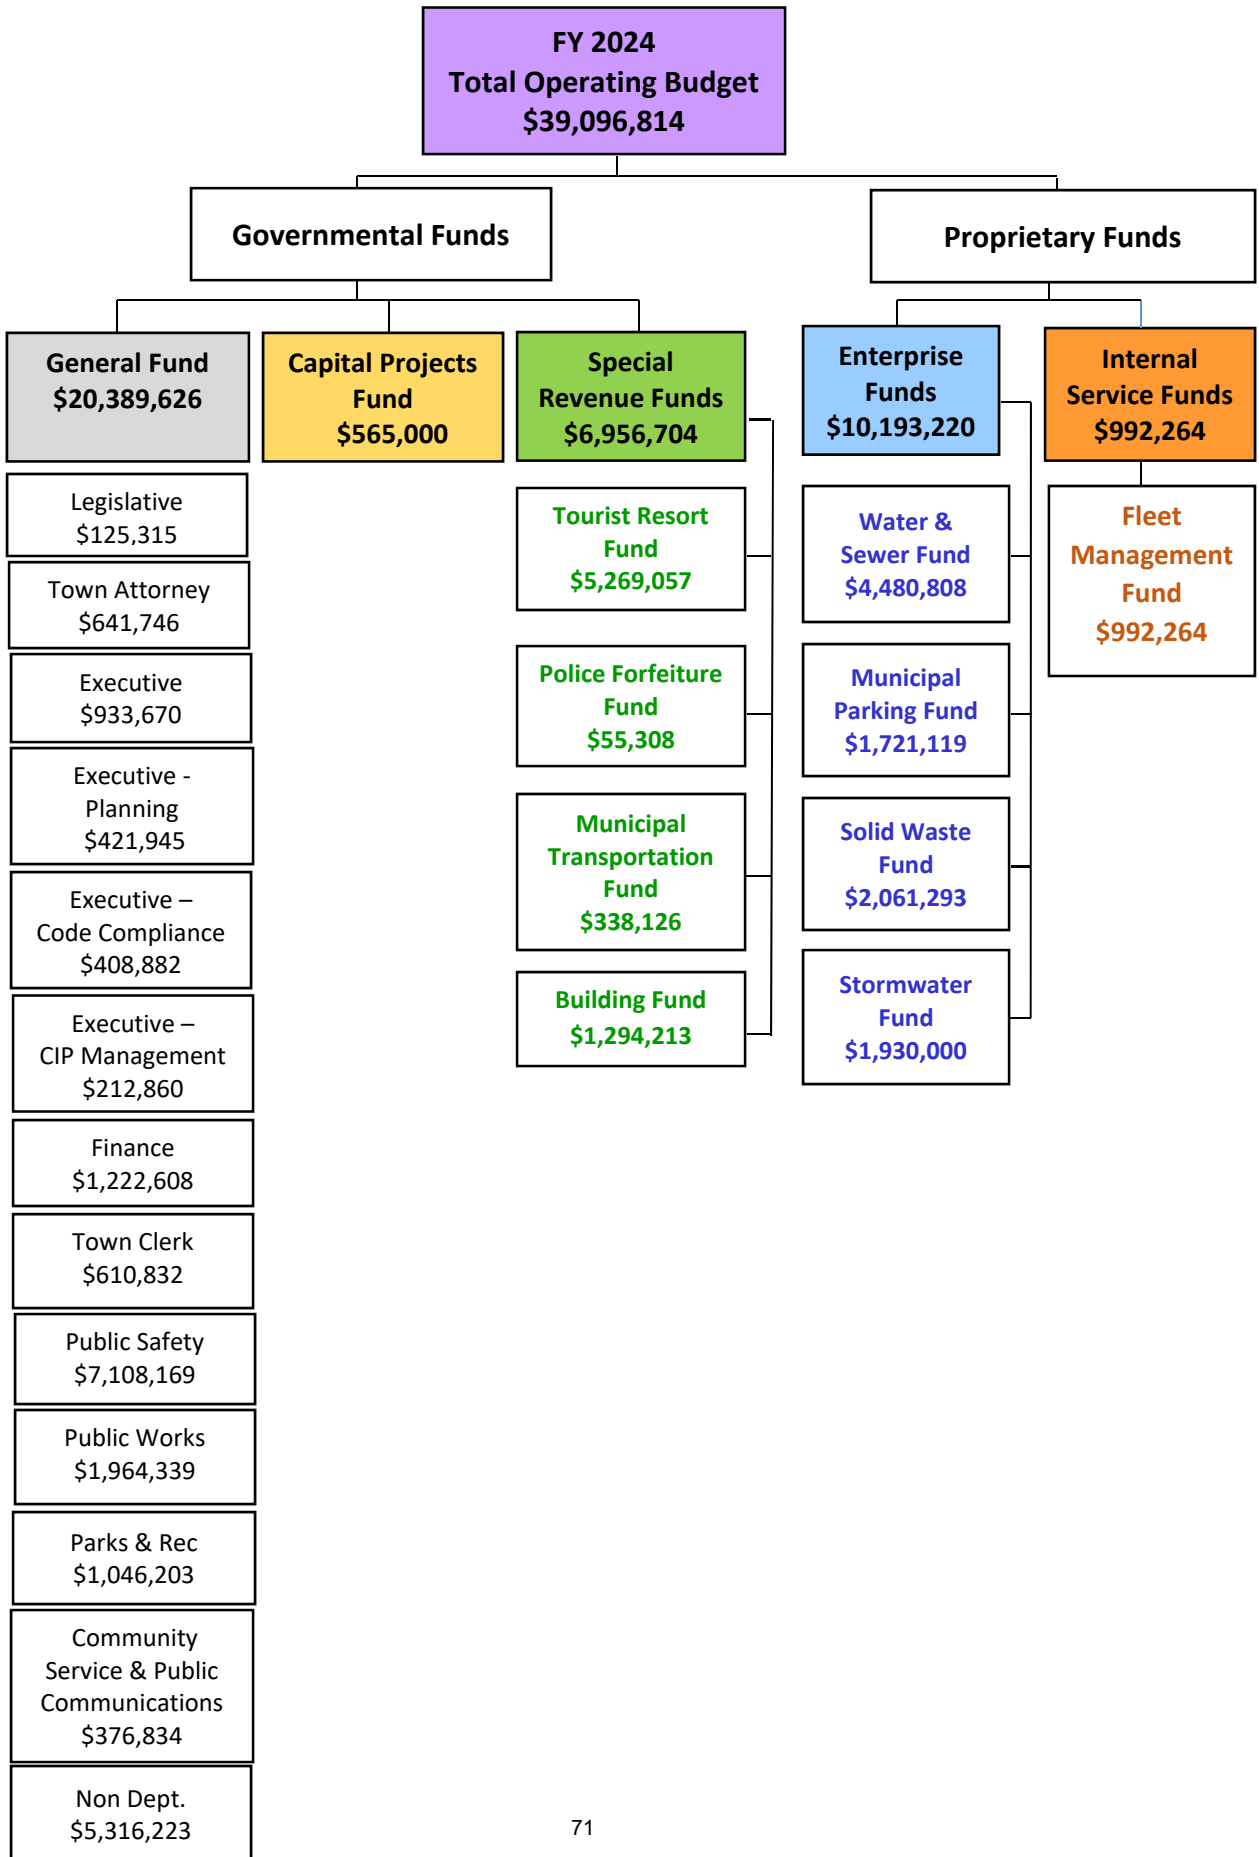 FY 2024
Total Operating Budget
$39,096,814
Governmental Funds
Proprietary Funds
General Fund
$20,389,626
Capital Projects
Fund
$565,000
Special
Revenue Funds
$6,956,704
Enterprise
Funds
$10,193,220
Internal
Service Funds
$992,264
Legislative
$125,315
Town Attorney
$641,746
Executive
$933,670
Executive -
Planning
$421,945
Executive –
Code Compliance
$408,882
Executive –
CIP Management
$212,860
Finance
$1,222,608
Town Clerk
$610,832
Public Safety
$7,108,169
Public Works
$1,964,339
Parks & Rec
$1,046,203
Community
Service & Public
Communications
$376,834
Non Dept.
$5,316,223
Tourist Resort
Fund
$5,269,057
Police Forfeiture
Fund
$55,308
Municipal
Transportation
Fund
$338,126
Building Fund
$1,294,213
Water &
Sewer Fund
$4,480,808
Municipal
Parking Fund
$1,721,119
Solid Waste
Fund
$2,061,293
Stormwater
Fund
$1,930,000
Fleet
Management
Fund
$992,264
71